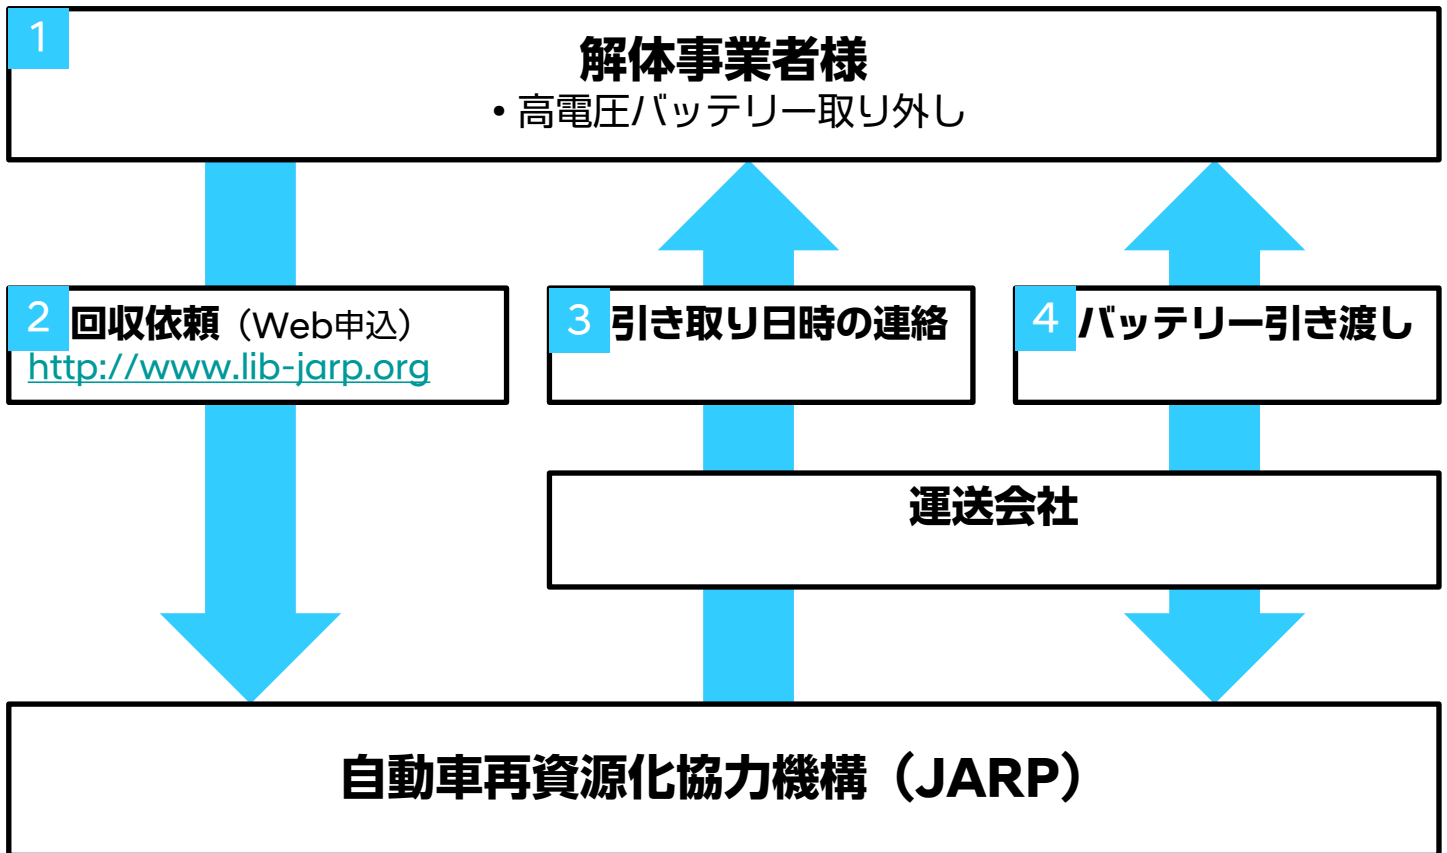 1
解体事業者様
• 高電圧バッテリー取り外し
2 回収依頼（Web申込）
http://www.lib-jarp.org
3 引き取り日時の連絡
4 バッテリー引き渡し
運送会社
自動車再資源化協力機構（JARP）